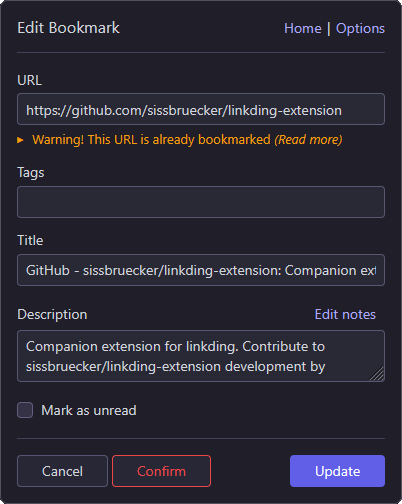 Edit Bookmark Home | Options
URL
https://github.com/sissbruecker/linkding-extension
▸ Warning! This URL is already bookmarked (Read more)
Tags
Title
GitHub - sissbruecker/linkding-extension: Companion ext
Description Edit notes
Companion extension for linkding. Contribute to
sissbruecker/linkding-extension development by
Mark as unread
Cancel Confirm Update